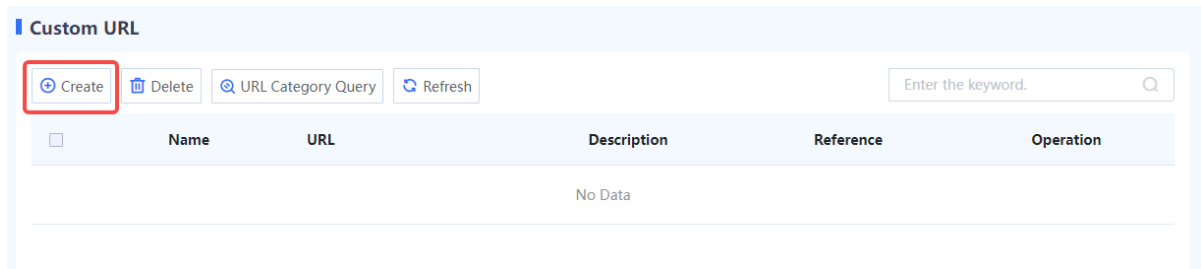 Custom URL
Create Delete URL Category Query Refresh Enter the keyword.
Name URL Description Reference Operation
No Data